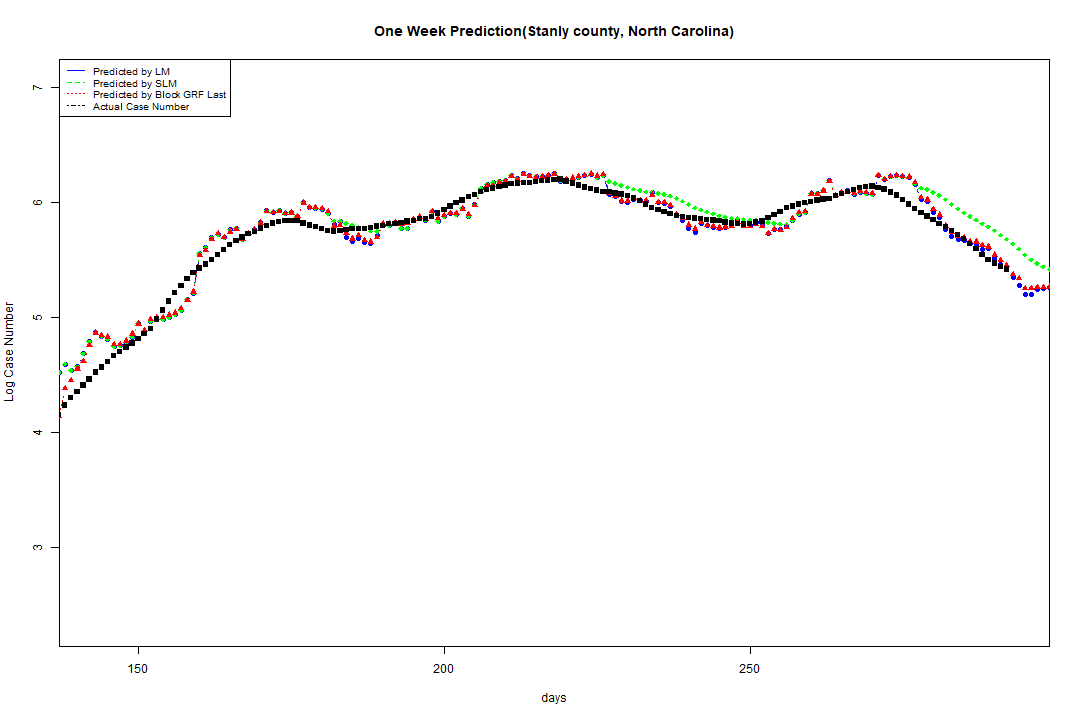 One Week Prediction(Stanly county, North Carolina)
Predicted by LM
Predicted by SLM
Predicted by Block GRF Last
Actual Case Number
7
6
5
4
3
Log Case Number
150
200
250
days